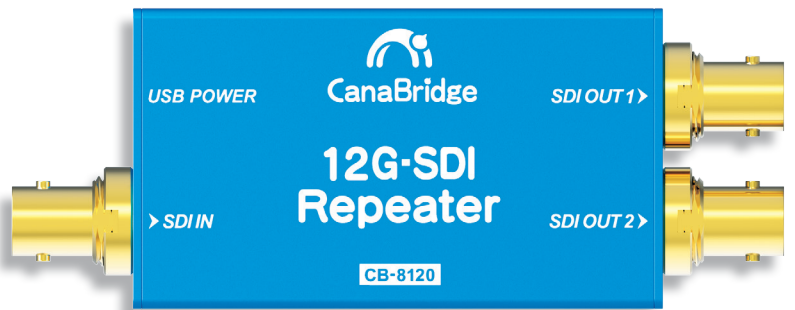 USB POWER
CanaBridge
SDI OUT 1
12G-SDI
Repeater
SDI IN
SDI OUT 2
CB-8120